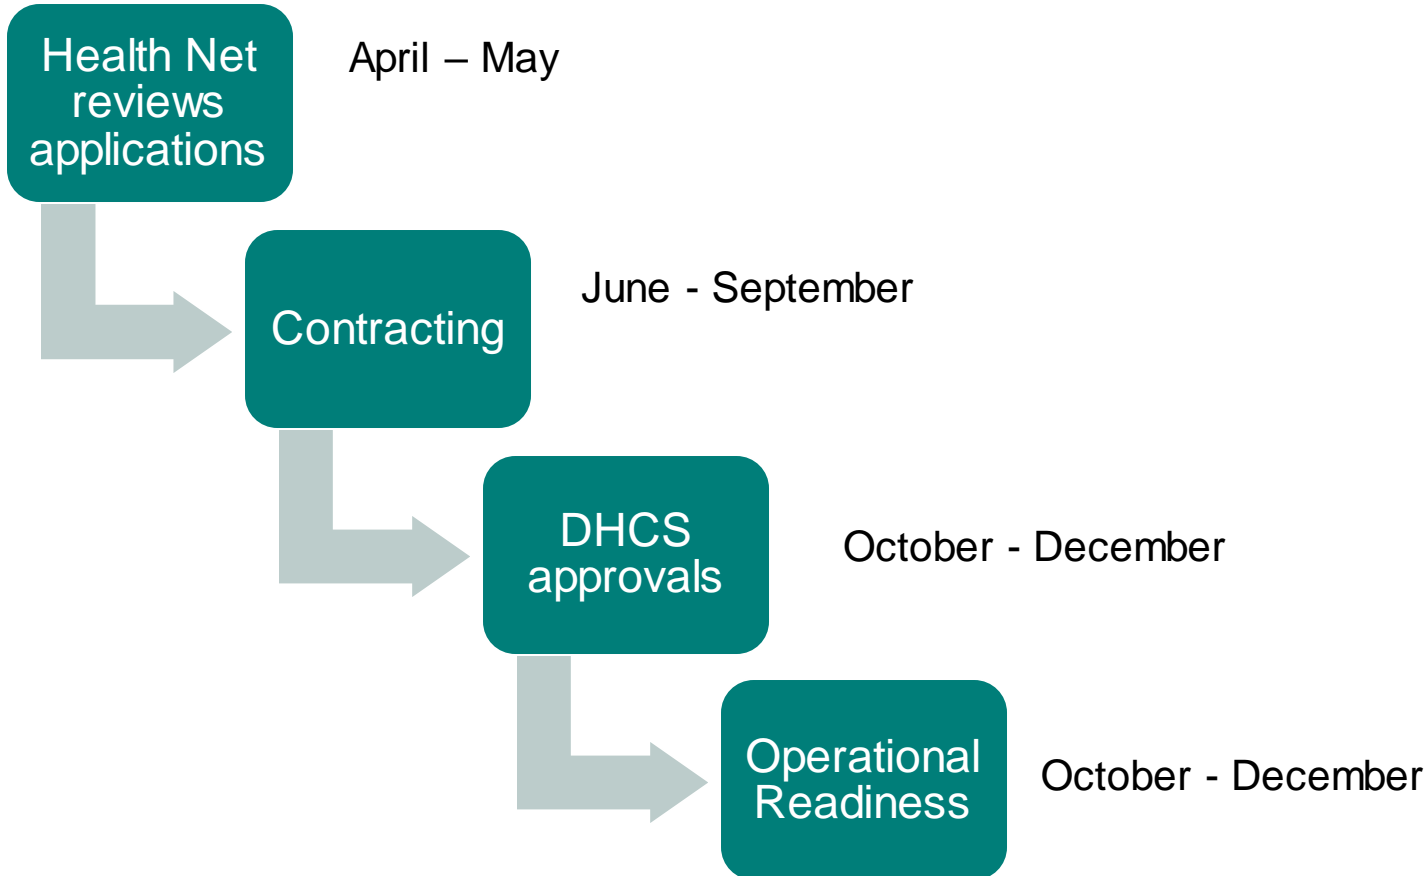 Health Net
reviews
applications
April – May
Contracting
June - September
DHCS
approvals
October - December
Operational
Readiness
October - December